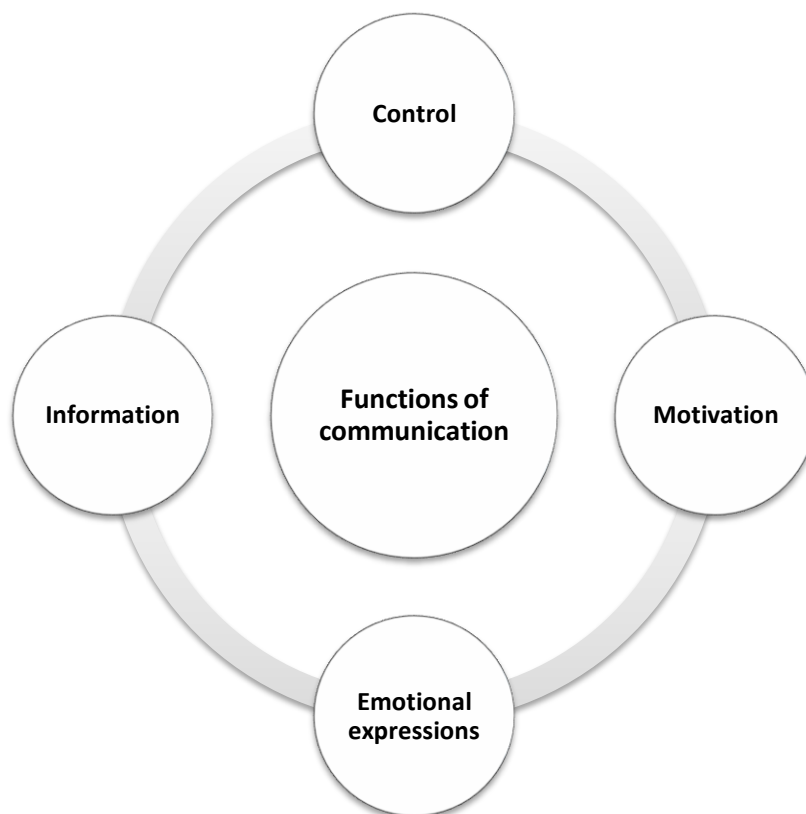 Control
Information
Functions of
communication
Motivation
Emotional
expressions